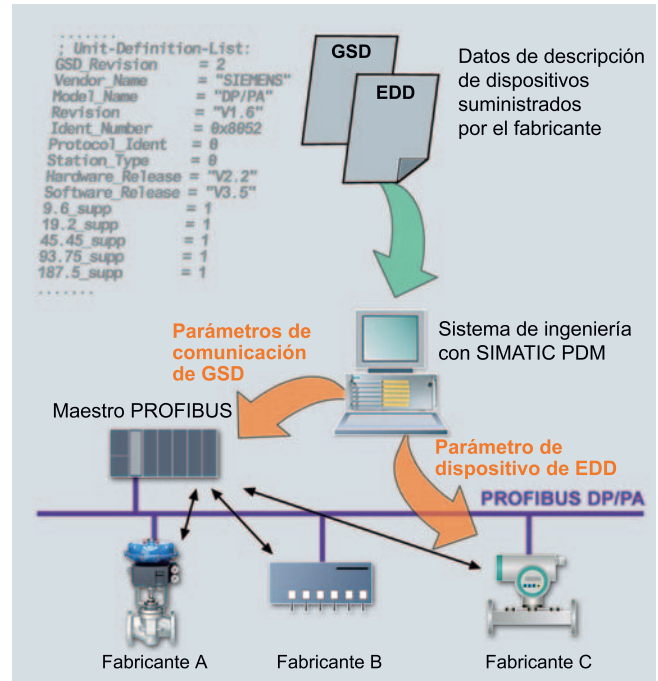 .......
; Unit-Definition-List:
GSD_Revision = 2
Vendor_Name = "SIEMENS"
Model_Name = "DP/PA"
Revision = "V1.6"
Ident_Number = 0x8052
Protocol_Ident = 0
Station_Type = 0
Hardware_Release = "V2.2"
Software_Release = "V3.5"
9.6_supp = 1
19.2_supp = 1
45.45_supp = 1
93.75_supp = 1
187.5_supp = 1
.......
GSD
EDD
Datos de descripción
de dispositivos
suministrados
por el fabricante
Parámetros de
comunicación
de GSD
Sistema de ingeniería
con SIMATIC PDM
Maestro PROFIBUS
Parámetro de
dispositivo de EDD
PROFIBUS DP/PA
Fabricante A
Fabricante B
Fabricante C